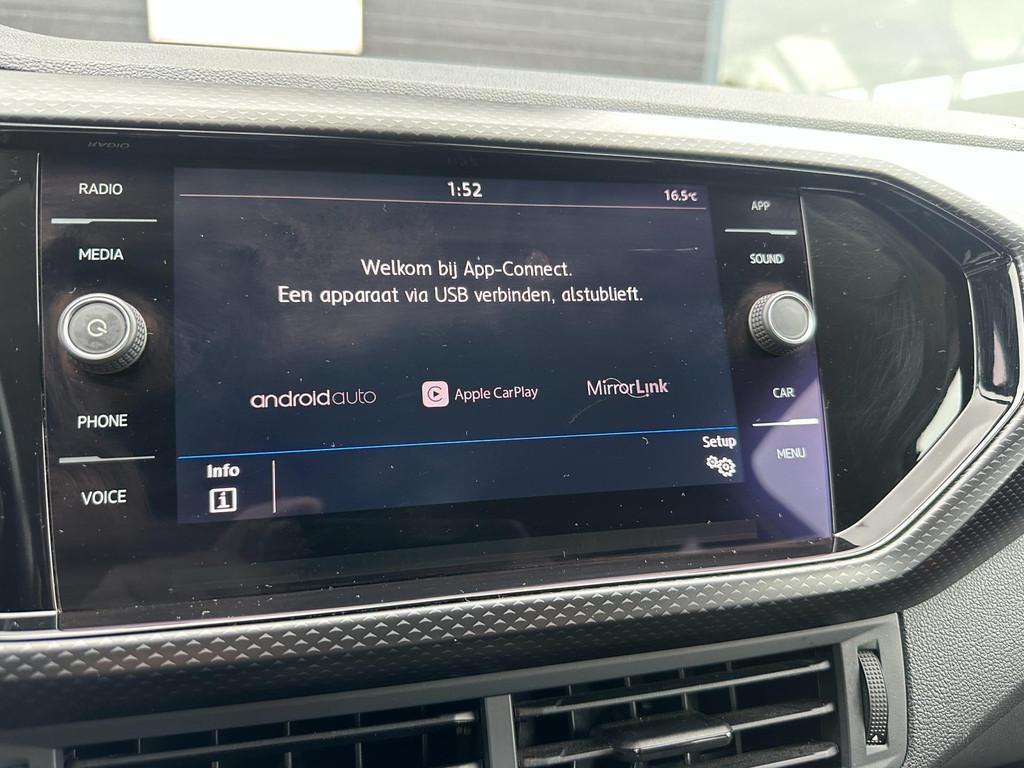 RADIO
MEDIA
PHONE
VOICE
1:52
16.5°C
Welkom bij App-Connect.
Een apparaat via USB verbinden, alstublieft.
androidauto
Apple CarPlay
MirrorLink
Info
i
Setup
APP
SOUND
CAR
MENU